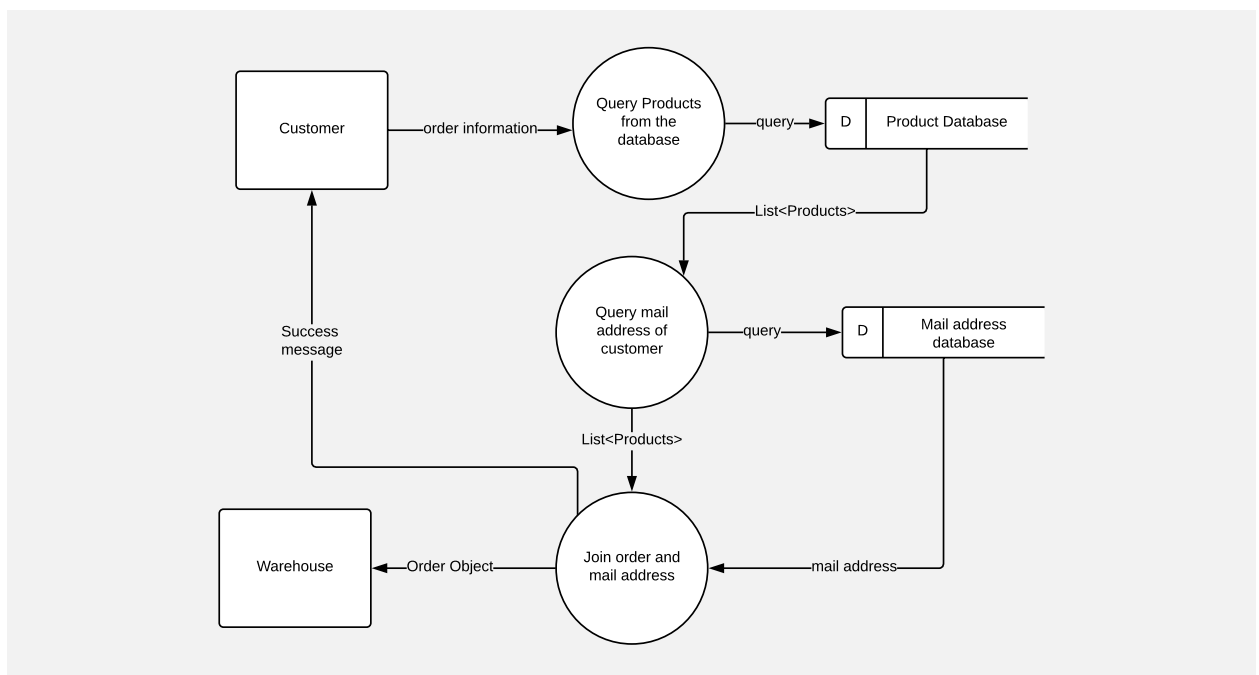 Customer
order information
Query Products
from the
database
query
D
Product Database
List<Products>
Query mail
address of
customer
query
D
Mail address
database
Success
message
List<Products>
Warehouse
Order Object
Join order and
mail address
mail address